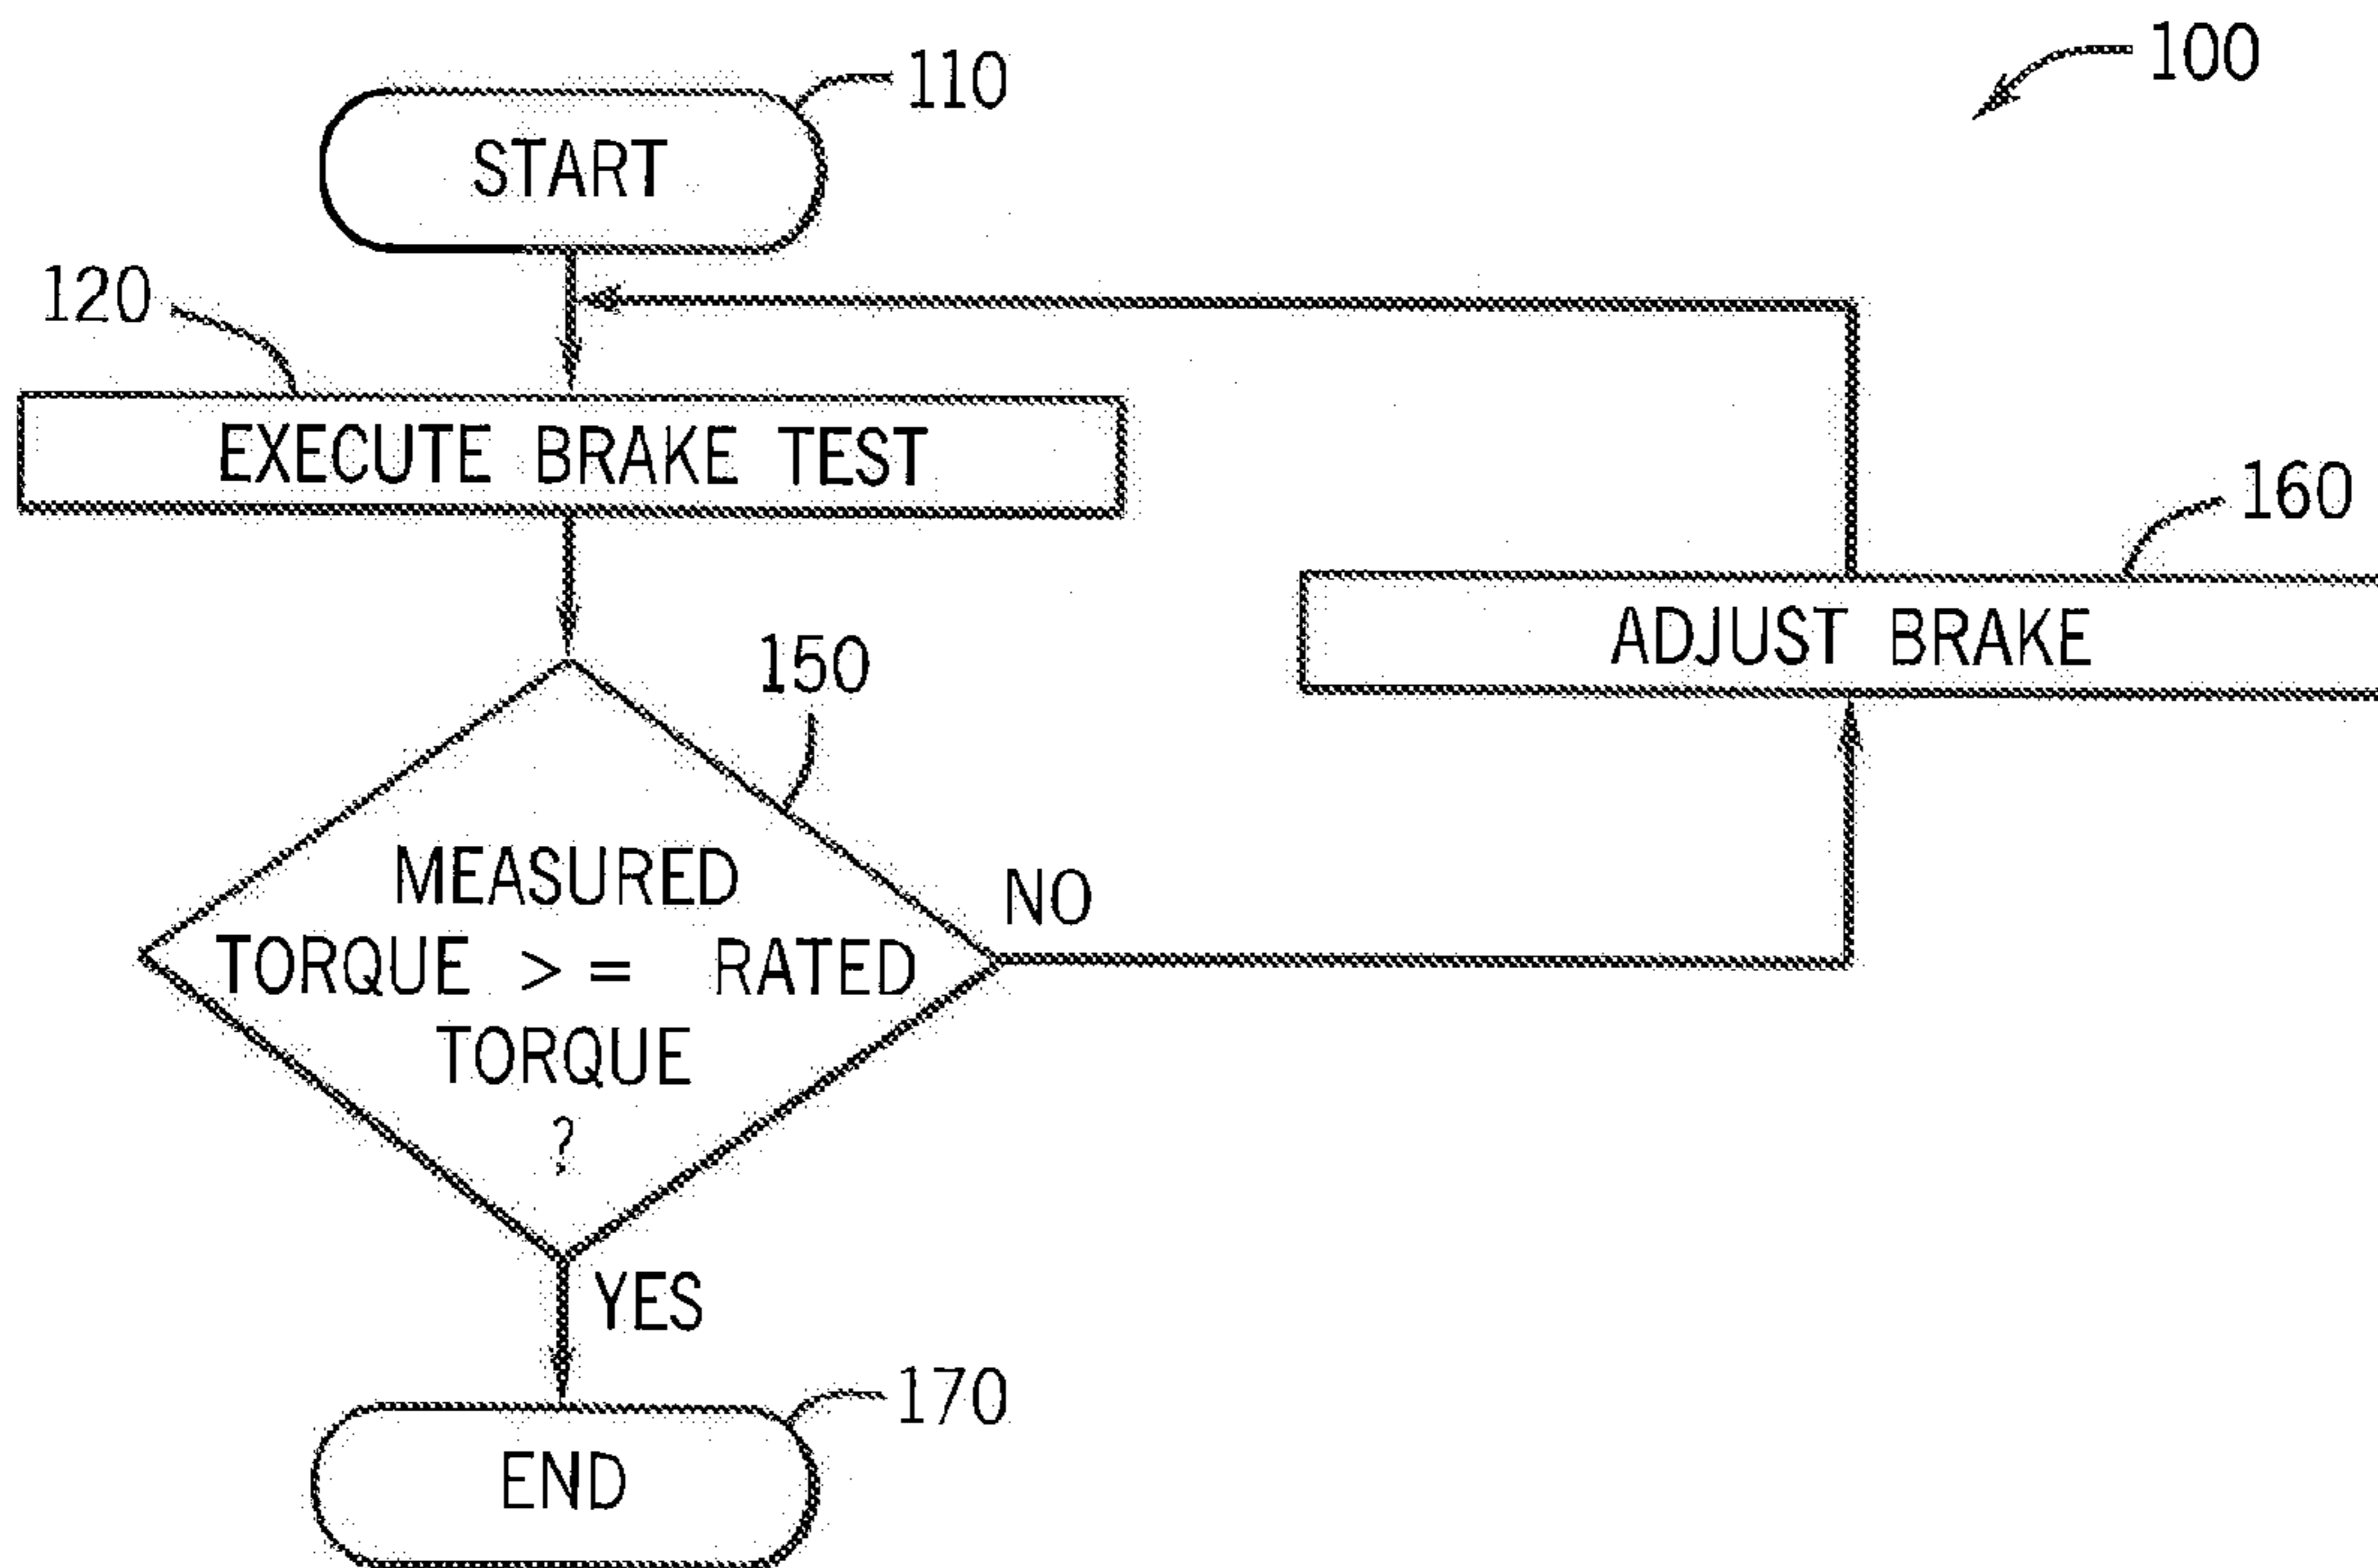 100
110
START
120
EXECUTE BRAKE TEST
160
ADJUST BRAKE
150
MEASURED
TORQUE >= RATED
TORQUE
?
NO
YES
170
END